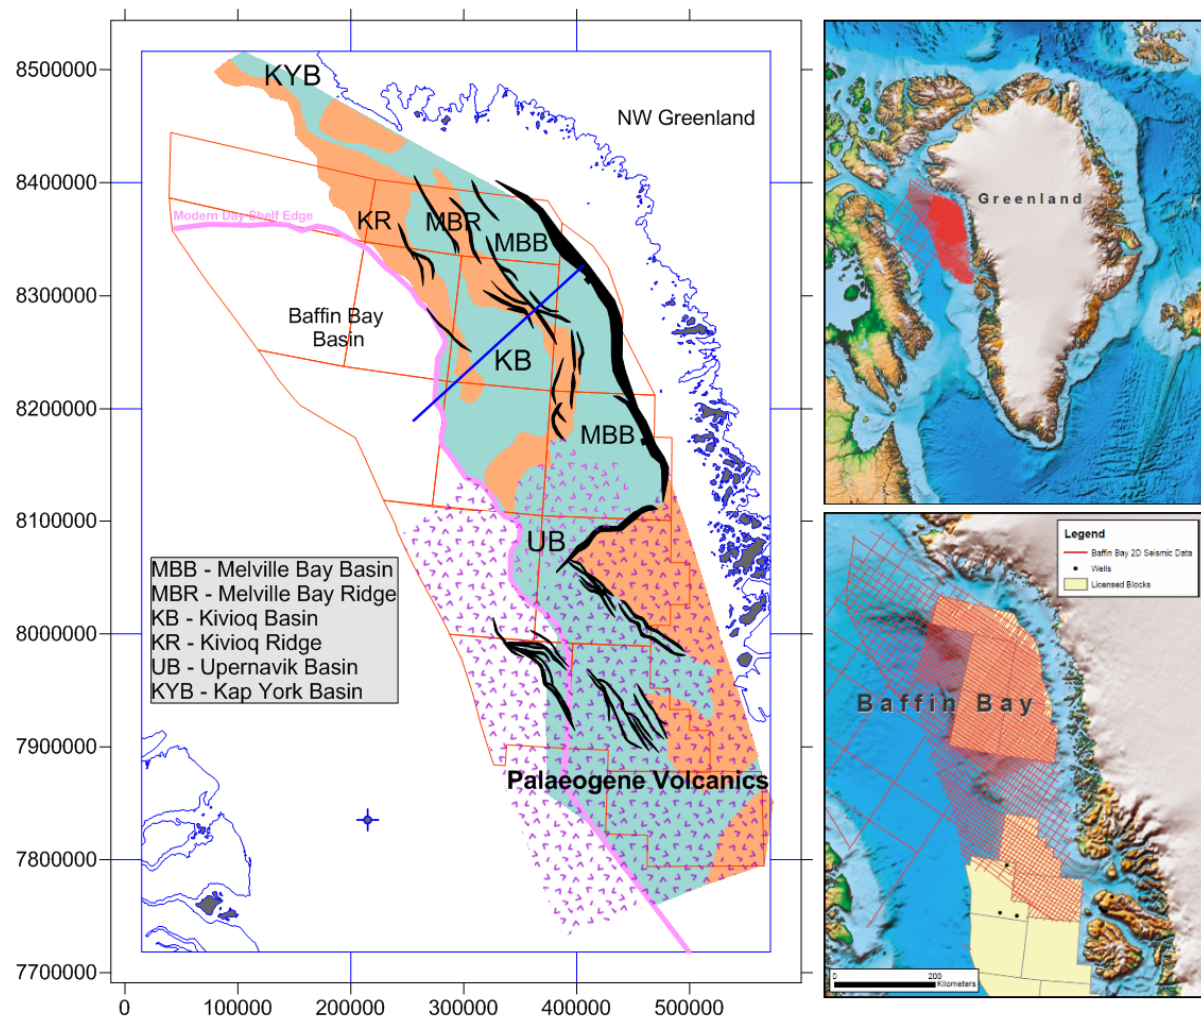 8500000
8400000
8300000
8200000
8100000
8000000
7900000
7800000
7700000
0
100000
200000
300000
400000
500000
KYB
NW Greenland
KR
MBR
MBB
Modern Day Shelf Edge
Baffin Bay
Basin
KB
MBB
UB
MBB - Melville Bay Basin
MBR - Melville Bay Ridge
KB - Kivioq Basin
KR - Kivioq Ridge
UB - Upernavik Basin
KYB - Kap York Basin
Palaeogene Volcanics
Greenland
Legend
Baffin Bay 2D Seismic Data
Wells
Licensed Blocks
Baffin Bay
0
200
Kilometers